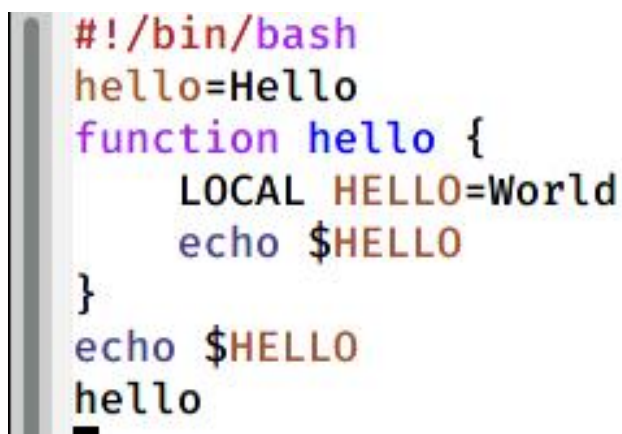 #!/bin/bash
hello=Hello
function hello {
    LOCAL HELLO=World
    echo $HELLO
}
echo $HELLO
hello